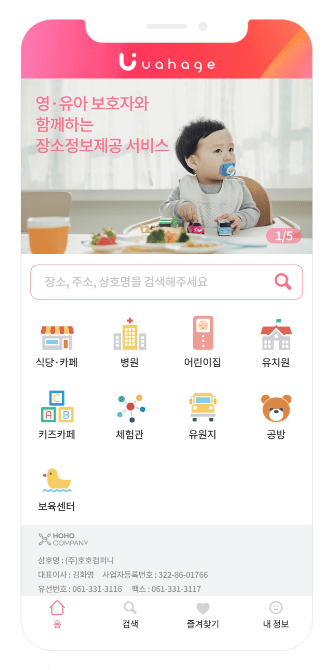 uahage
영·유아 보호자와
함께하는
장소정보제공 서비스
1/5
장소, 주소, 상호명을 검색해주세요
식당·카페
병원
어린이집
유치원
C
A B
키즈카페
체험관
유원지
공방
보육센터
HOHO
COMPANY
상호명 : (주)호호컴퍼니
대표이사 : 김화영 사업자등록번호 : 322-86-01766
유선번호 : 061-331-3116 팩스 : 061-331-3117
홈
검색
즐겨찾기
내 정보